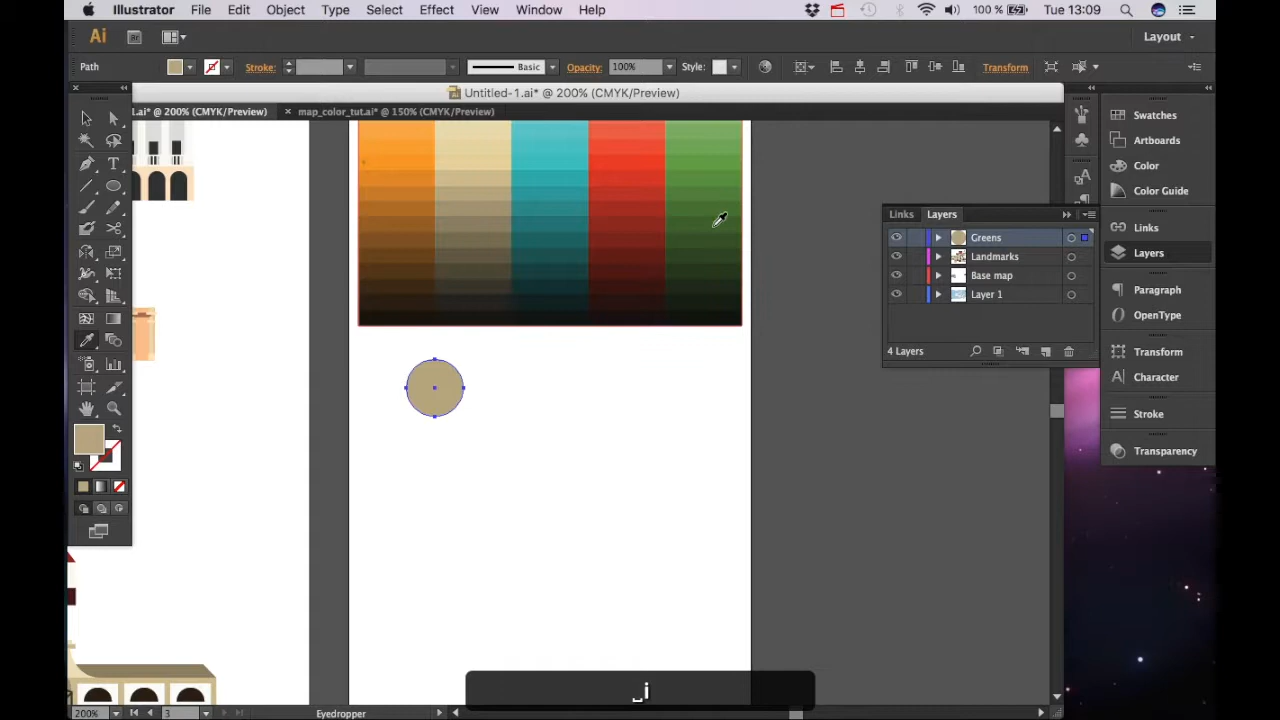 Illustrator File Edit Object Type Select Effect View Window Help 100 % Tue 13:09
Ai Br Layout
Path Stroke: Basic Opacity: 100% Style: Transform
Untitled-1.ai* @ 200% (CMYK/Preview)
1.ai* @ 200% (CMYK/Preview) × map_color_tut.ai* @ 150% (CMYK/Preview)
Swatches
Artboards
Color
Color Guide
Links
Layers
Paragraph
OpenType
Transform
Character
Stroke
Transparency
Links Layers
Greens
Landmarks
Base map
Layer 1
4 Layers
␣i
200% 3 Eyedropper